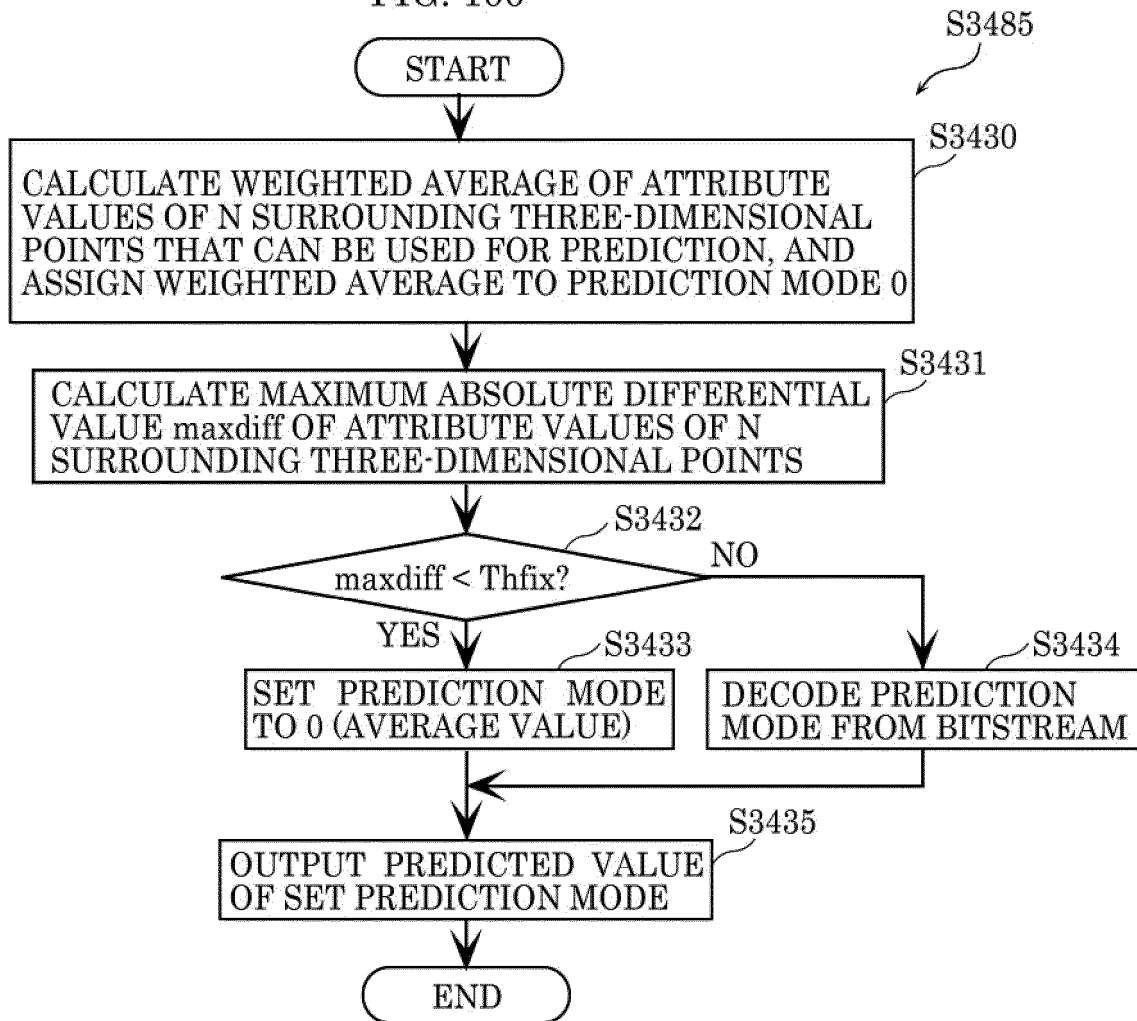 S3485
START
S3430
CALCULATE WEIGHTED AVERAGE OF ATTRIBUTE
VALUES OF N SURROUNDING THREE-DIMENSIONAL
POINTS THAT CAN BE USED FOR PREDICTION, AND
ASSIGN WEIGHTED AVERAGE TO PREDICTION MODE 0
S3431
CALCULATE MAXIMUM ABSOLUTE DIFFERENTIAL
VALUE maxdiff OF ATTRIBUTE VALUES OF N
SURROUNDING THREE-DIMENSIONAL POINTS
S3432
maxdiff < Thfix?
NO
YES
S3433
SET PREDICTION MODE
TO 0 (AVERAGE VALUE)
S3434
DECODE PREDICTION
MODE FROM BITSTREAM
S3435
OUTPUT PREDICTED VALUE
OF SET PREDICTION MODE
END